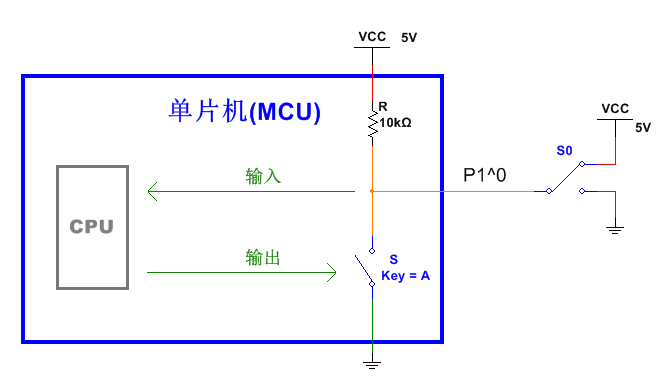 VCC 5V
单片机(MCU)
R
10kΩ
VCC
5V
S0
P1^0
输入
CPU
输出
S
Key = A